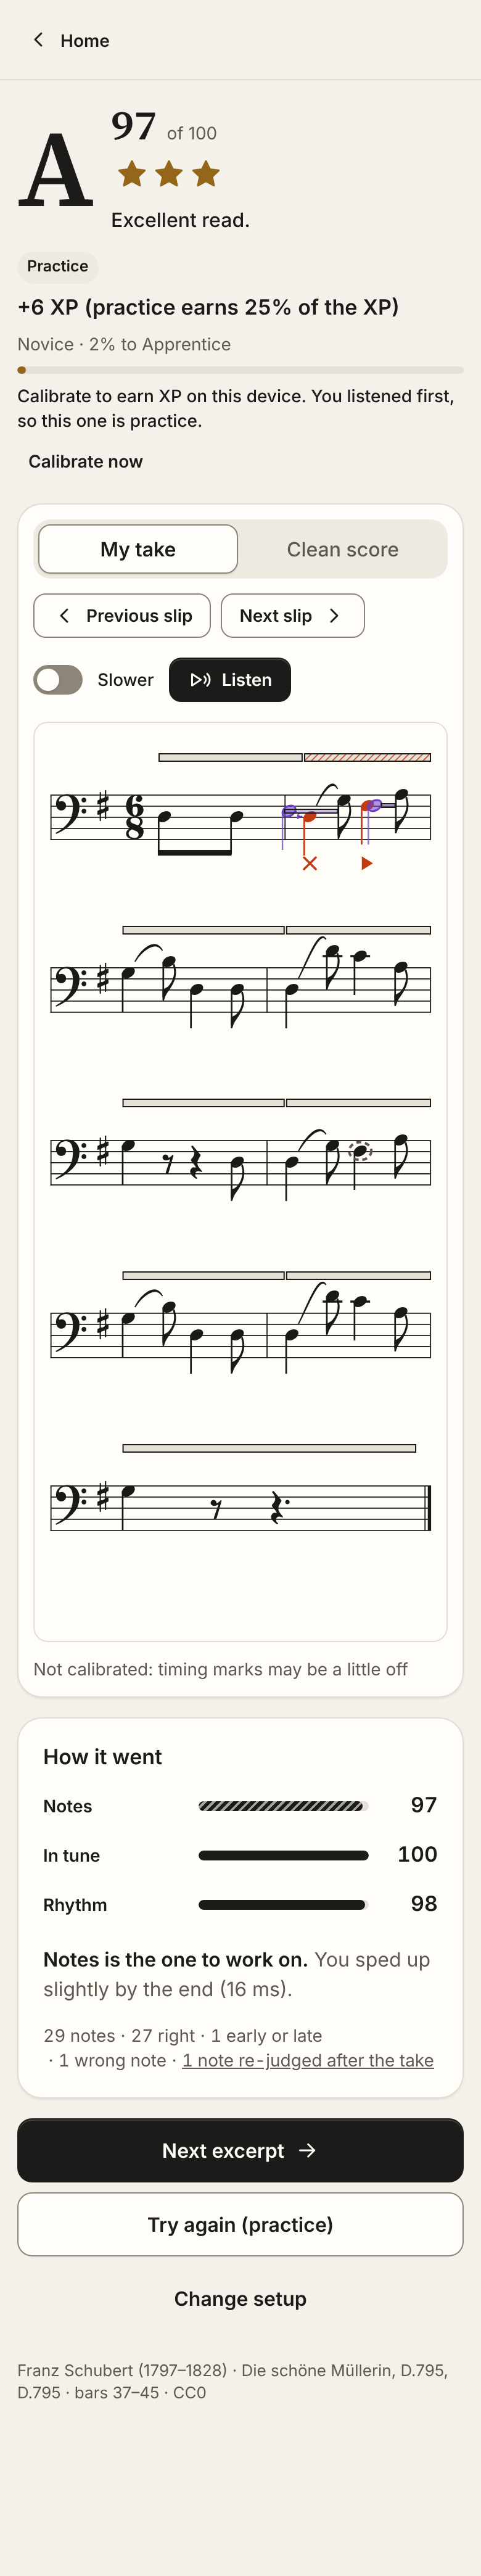 Home
A
97 of 100
Excellent read.
Practice
+6 XP (practice earns 25% of the XP)
Novice · 2% to Apprentice
Calibrate to earn XP on this device. You listened first,
so this one is practice.
Calibrate now
My take
Clean score
Previous slip
Next slip
Slower
Listen
6
8
Not calibrated: timing marks may be a little off
How it went
Notes 97
In tune 100
Rhythm 98
Notes is the one to work on. You sped up
slightly by the end (16 ms).
29 notes · 27 right · 1 early or late
· 1 wrong note · 1 note re-judged after the take
Next excerpt
Try again (practice)
Change setup
Franz Schubert (1797–1828) · Die schöne Müllerin, D.795,
D.795 · bars 37–45 · CC0